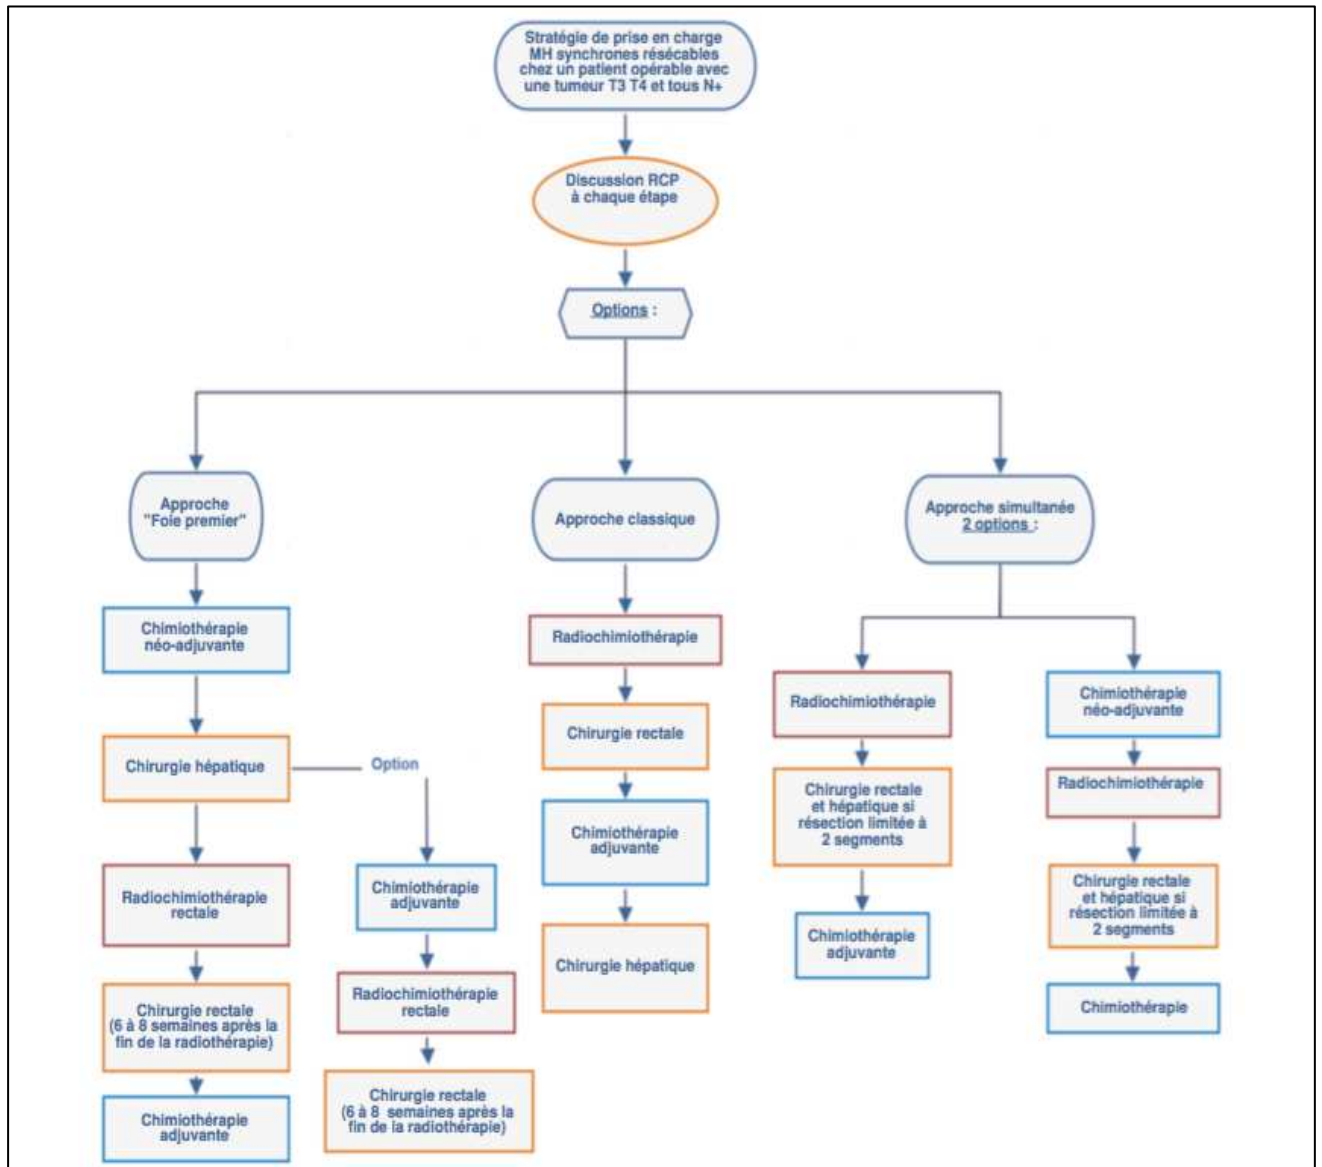 Stratégie de prise en charge
MH synchrones résécables
chez un patient opérable avec
une tumeur T3 T4 et tous N+
Discussion RCP
à chaque étape
Options :
Approche
"Foie premier"
Chimiothérapie
néo-adjuvante
Chirurgie hépatique
Option
Radiochimiothérapie
rectale
Chirurgie rectale
(6 à 8 semaines après la
fin de la radiothérapie)
Chimiothérapie
adjuvante
Chimiothérapie
adjuvante
Radiochimiothérapie
rectale
Chirurgie rectale
(6 à 8 semaines après la
fin de la radiothérapie)
Approche classique
Radiochimiothérapie
Chirurgie rectale
Chimiothérapie
adjuvante
Chirurgie hépatique
Approche simultanée
2 options :
Radiochimiothérapie
Chirurgie rectale
et hépatique si
résection limitée à
2 segments
Chimiothérapie
adjuvante
Chimiothérapie
néo-adjuvante
Radiochimiothérapie
Chirurgie rectale
et hépatique si
résection limitée à
2 segments
Chimiothérapie